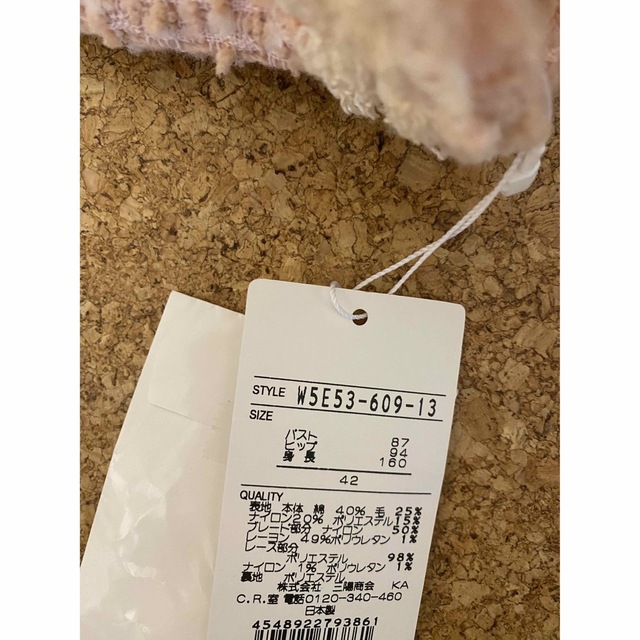 STYLE W5E53-609-13
SIZE
バスト 87
ヒップ 94
身長 160
42
QUALITY
表地 本体 綿 40% 毛 25%
ナイロン20% ポリエステル15%
ブレード部分 ナイロン 50%
レーヨン 49%ポリウレタン 1%
レース部分
ポリエステル 98%
ナイロン 1% ポリウレタン 1%
裏地 ポリエステル
株式会社 三陽商会 KA
C.R.室 電話0120-340-460
日本製
4548922793861